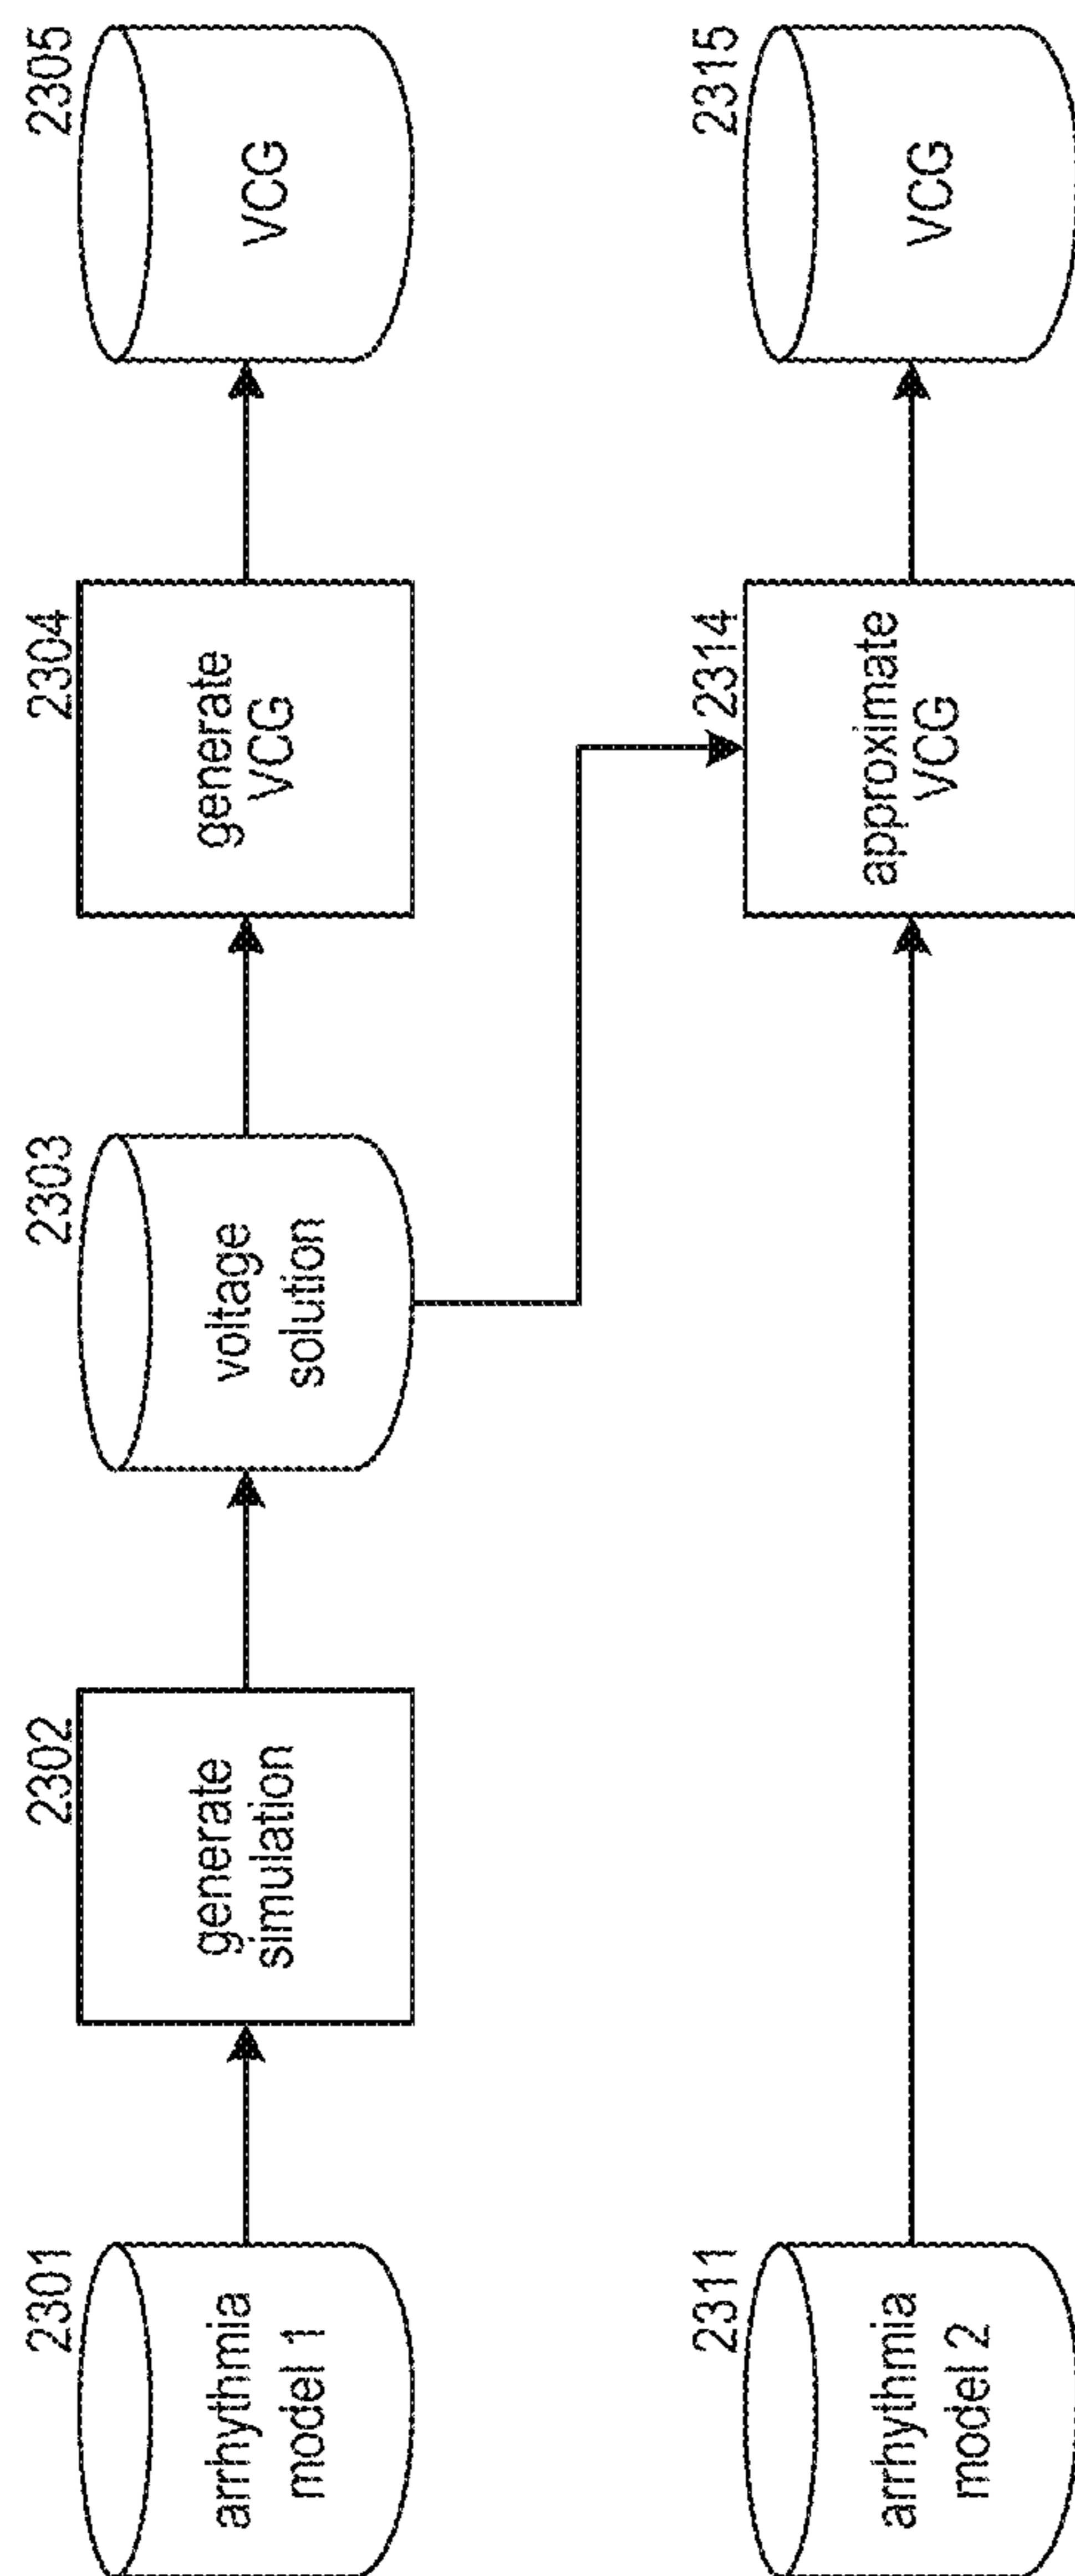 2301
arrhythmia
model 1
2302
generate
simulation
2303
voltage
solution
2304
generate
VCG
2305
VCG
2311
arrhythmia
model 2
2314
approximate
VCG
2315
VCG